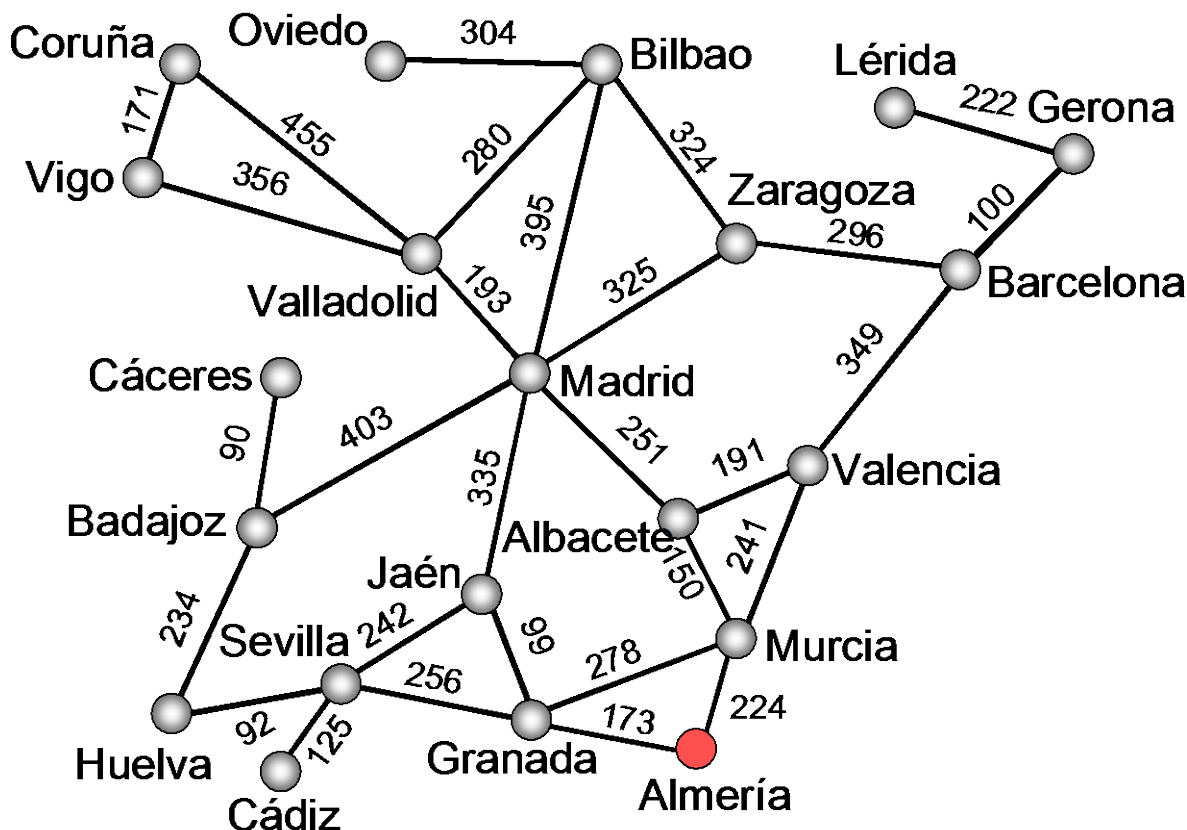 Coruña
Oviedo
304
Bilbao
Lérida
222
Gerona
171
455
280
324
Vigo
356
395
Zaragoza
100
296
Valladolid
193
325
Barcelona
349
Cáceres
Madrid
90
403
251
191
Valencia
335
Badajoz
Albacete
150
241
Jaén
234
Sevilla
242
99
278
Murcia
256
173
224
92
125
Huelva
Granada
Cádiz
Almería